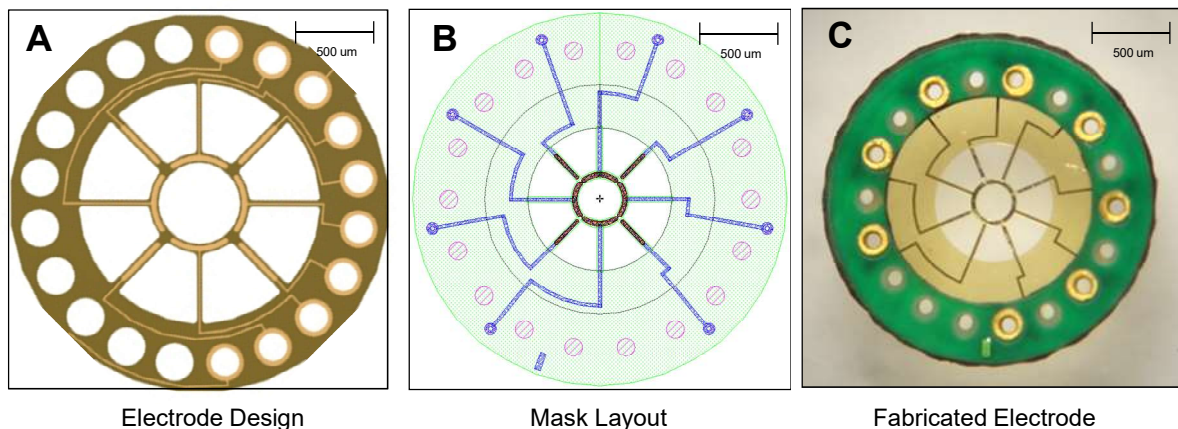 A
500 um
B
500 um
C
500 um
Electrode Design
Mask Layout
Fabricated Electrode